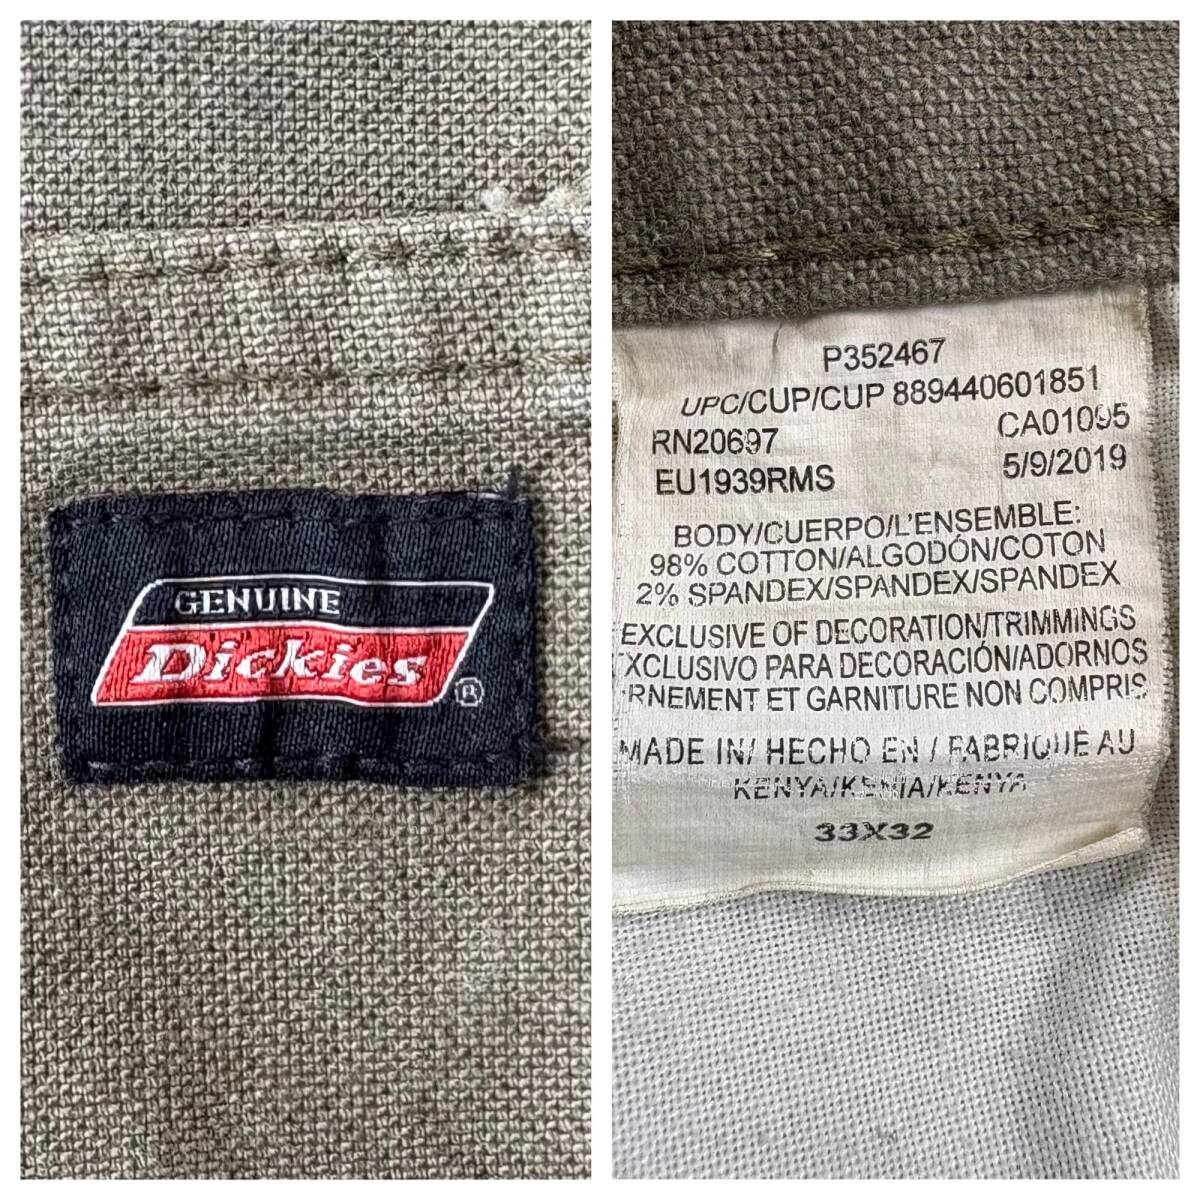 GENUINE
Dickies
®
P352467
UPC/CUP/CUP 889440601851
RN20697
CA01095
EU1939RMS
5/9/2019
BODY/CUERPO/L'ENSEMBLE:
98% COTTON/ALGODÓN/COTON
2% SPANDEX/SPANDEX/SPANDEX
EXCLUSIVE OF DECORATION/TRIMMINGS
EXCLUSIVO PARA DECORACIÓN/ADORNOS
RNEMENT ET GARNITURE NON COMPRIS
MADE IN/ HECHO EN / FABRIQUÉ AU
KENYA/KENIA/KENYA
33X32